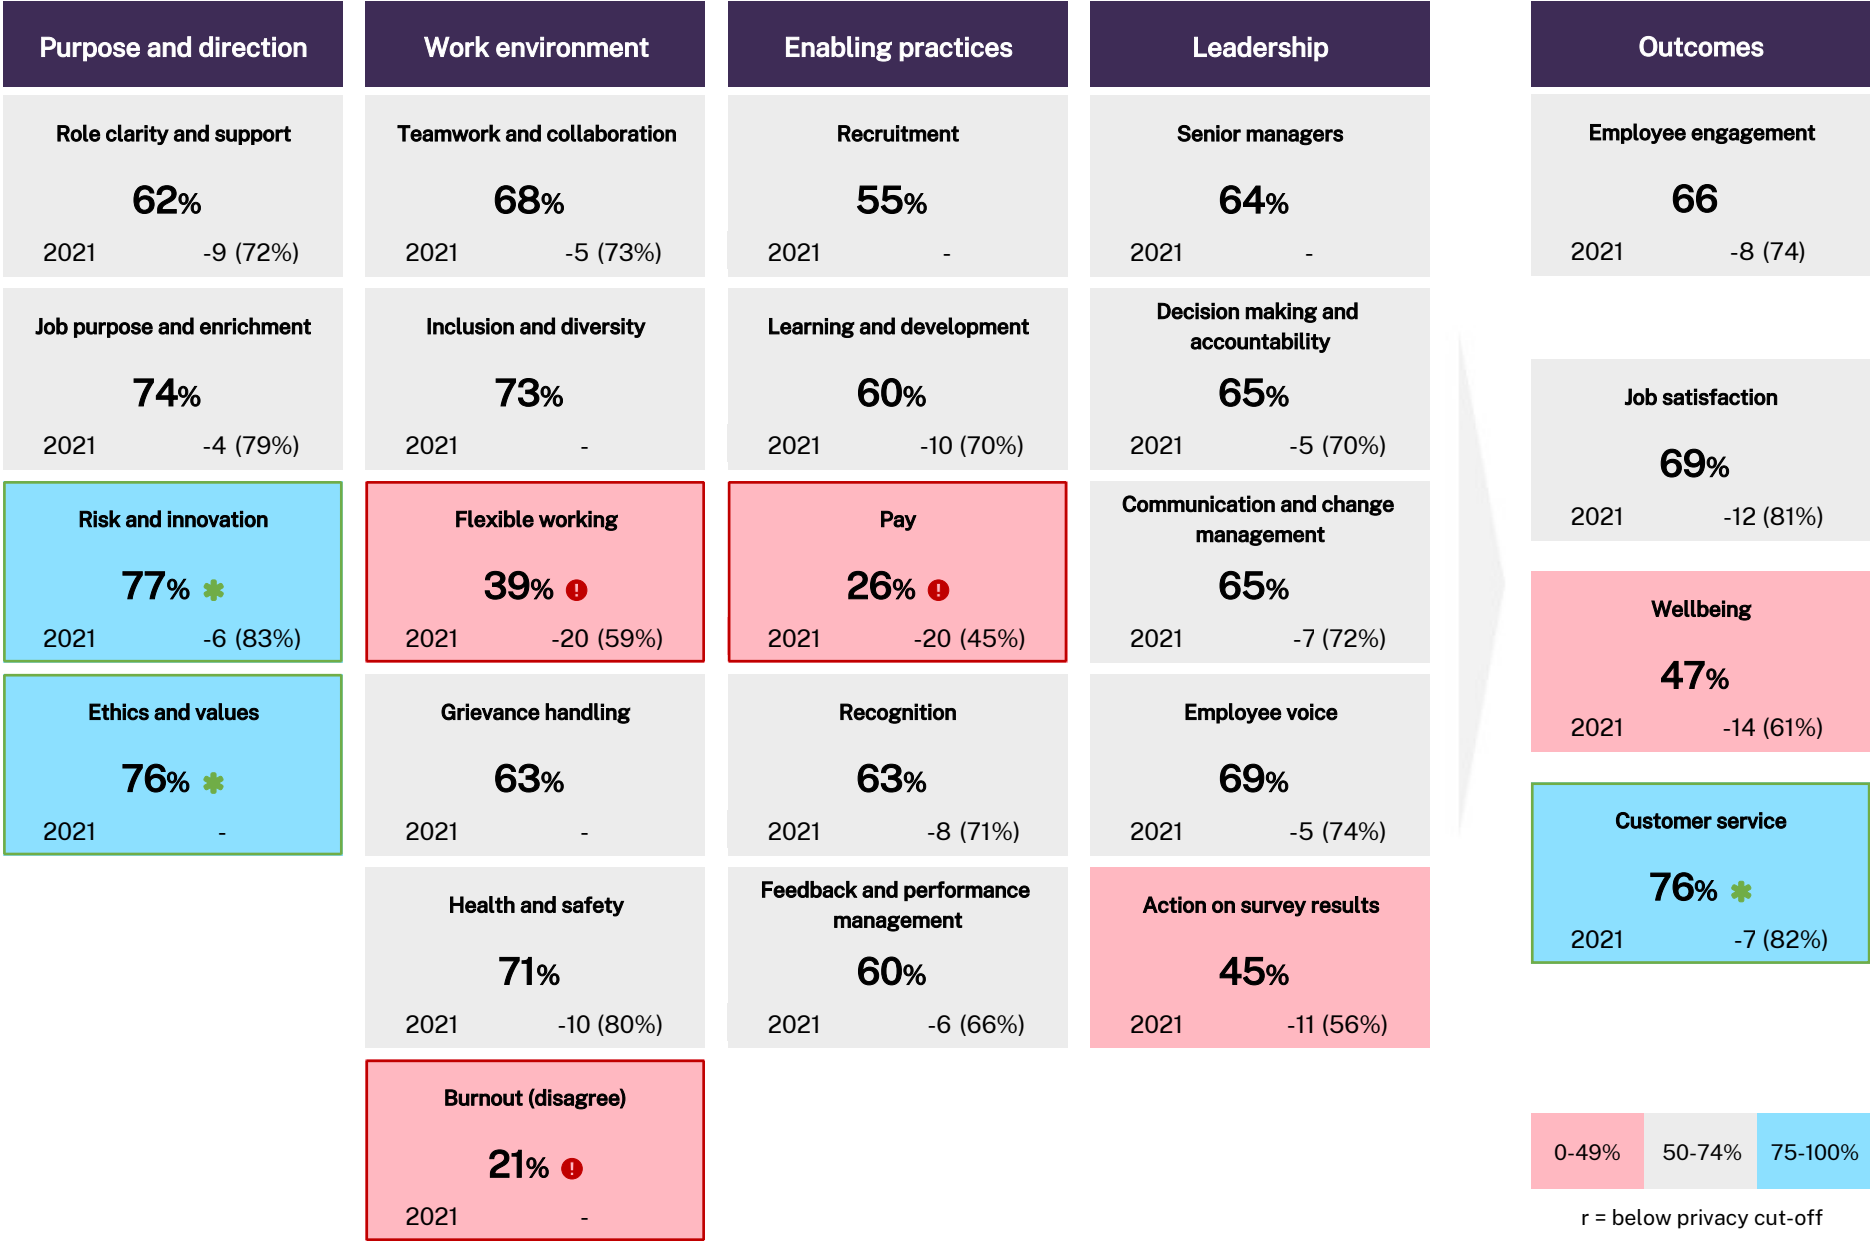 Purpose and direction
Role clarity and support
62%
2021 -9 (72%)
Job purpose and enrichment
74%
2021 -4 (79%)
Risk and innovation
77%
2021 -6 (83%)
Ethics and values
76%
2021 -
Work environment
Teamwork and collaboration
68%
2021 -5 (73%)
Inclusion and diversity
73%
2021 -
Flexible working
39%
2021 -20 (59%)
Grievance handling
63%
2021 -
Health and safety
71%
2021 -10 (80%)
Burnout (disagree)
21%
2021 -
Enabling practices
Recruitment
55%
2021 -
Learning and development
60%
2021 -10 (70%)
Pay
26%
2021 -20 (45%)
Recognition
63%
2021 -8 (71%)
Feedback and performance
management
60%
2021 -6 (66%)
Leadership
Senior managers
64%
2021 -
Decision making and
accountability
65%
2021 -5 (70%)
Communication and change
management
65%
2021 -7 (72%)
Employee voice
69%
2021 -5 (74%)
Action on survey results
45%
2021 -11 (56%)
Outcomes
Employee engagement
66
2021 -8 (74)
Job satisfaction
69%
2021 -12 (81%)
Wellbeing
47%
2021 -14 (61%)
Customer service
76%
2021 -7 (82%)
0-49% 50-74% 75-100%
r = below privacy cut-off